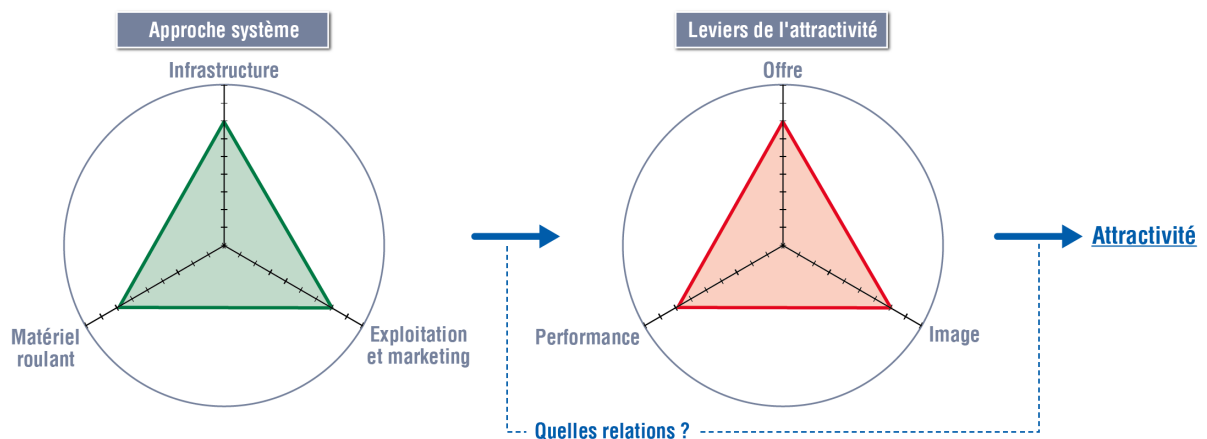 Approche système
Infrastructure
Matériel
roulant
Exploitation
et marketing
Leviers de l'attractivité
Offre
Performance
Image
Attractivité
Quelles relations ?